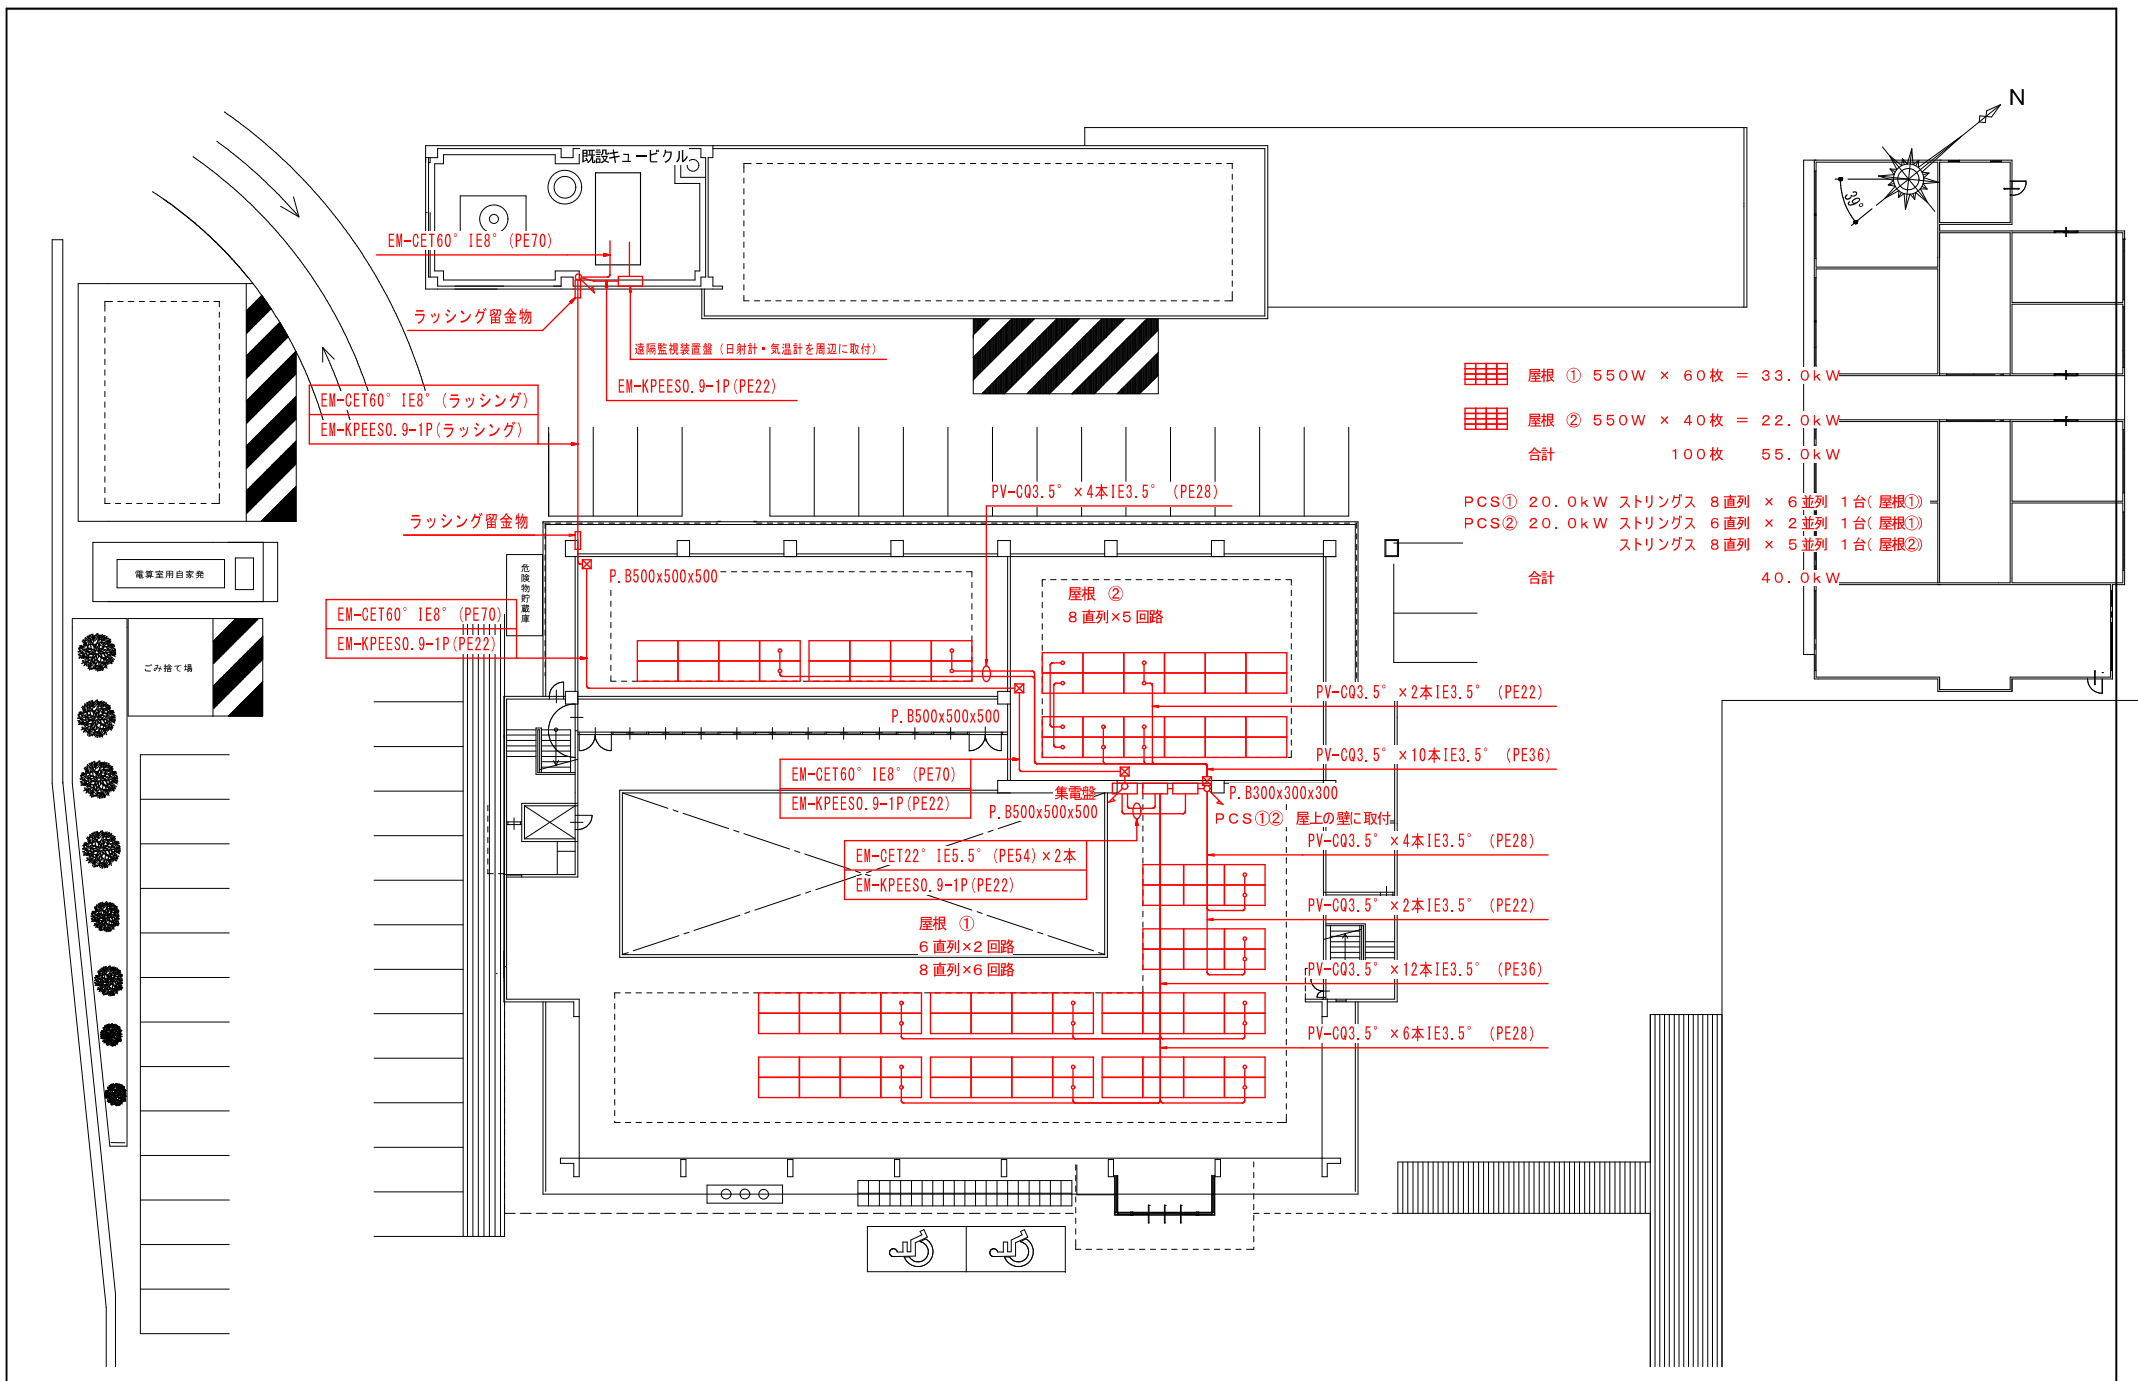 N
39°
既設キュービクル
EM-CET60° IE8° (PE70)
ラッシング留金物
遠隔監視装置盤（日射計・気温計を周辺に取付）
EM-KPEES0.9-1P(PE22)
EM-CET60° IE8° (ラッシング)
EM-KPEES0.9-1P(ラッシング)
屋根 ① 550W × 60枚 = 33.0kW
屋根 ② 550W × 40枚 = 22.0kW
合計 100枚 55.0kW
PCS① 20.0kW ストリングス 8直列 × 6並列 1台(屋根①)
PCS② 20.0kW ストリングス 6直列 × 2並列 1台(屋根①)
ストリングス 8直列 × 5並列 1台(屋根②)
合計 40.0kW
PV-CQ3.5° ×4本IE3.5° (PE28)
ラッシング留金物
電算室用自家発
危険物貯蔵庫
P.B500x500x500
屋根 ②
8直列×5回路
EM-CET60° IE8° (PE70)
EM-KPEES0.9-1P(PE22)
ごみ捨て場
PV-CQ3.5° ×2本IE3.5° (PE22)
P.B500x500x500
PV-CQ3.5° ×10本IE3.5° (PE36)
EM-CET60° IE8° (PE70)
EM-KPEES0.9-1P(PE22)
集電盤
P.B500x500x500
P.B300x300x300
PCS①② 屋上の壁に取付
PV-CQ3.5° ×4本IE3.5° (PE28)
EM-CET22° IE5.5° (PE54)×2本
EM-KPEES0.9-1P(PE22)
PV-CQ3.5° ×2本IE3.5° (PE22)
屋根 ①
6直列×2回路
8直列×6回路
PV-CQ3.5° ×12本IE3.5° (PE36)
PV-CQ3.5° ×6本IE3.5° (PE28)